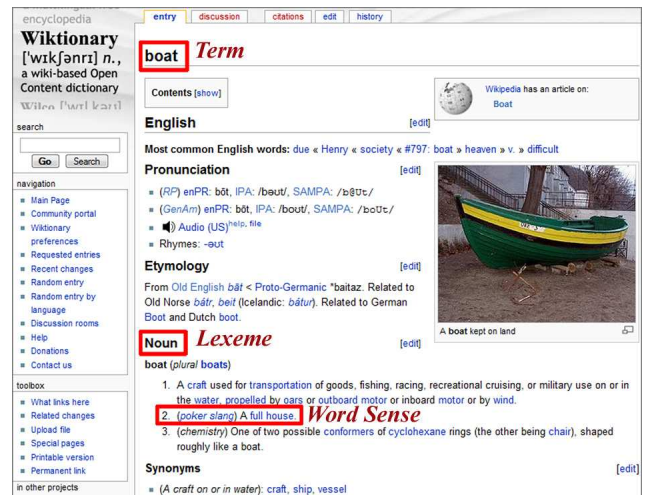 encyclopedia
Wiktionary
['wɪkʃənrɪ] n.,
a wiki-based Open
Content dictionary
search
Go Search
navigation
Main Page
Community portal
Wiktionary
preferences
Requested entries
Recent changes
Random entry
Random entry by
language
Discussion rooms
Help
Donations
Contact us
toolbox
What links here
Related changes
Upload file
Special pages
Printable version
Permanent link
in other projects
entry discussion citations edit history
boat Term
Contents [show]
Wikipedia has an article on:
Boat
English [edit]
Most common English words: due « Henry « society « #797: boat » heaven » v. » difficult
Pronunciation [edit]
(RP) enPR: bōt, IPA: /bəʊt/, SAMPA: /b@Ut/
(GenAm) enPR: bōt, IPA: /boʊt/, SAMPA: /boUt/
Audio (US) help, file
Rhymes: -əʊt
Etymology [edit]
From Old English bāt < Proto-Germanic *baitaz. Related to
Old Norse bátr, beit (Icelandic: bátur). Related to German
Boot and Dutch boot.
A boat kept on land
Noun Lexeme [edit]
boat (plural boats)
1. A craft used for transportation of goods, fishing, racing, recreational cruising, or military use on or in
the water, propelled by oars or outboard motor or inboard motor or by wind.
2. (poker slang) A full house. Word Sense
3. (chemistry) One of two possible conformers of cyclohexane rings (the other being chair), shaped
roughly like a boat.
Synonyms [edit]
(A craft on or in water): craft, ship, vessel